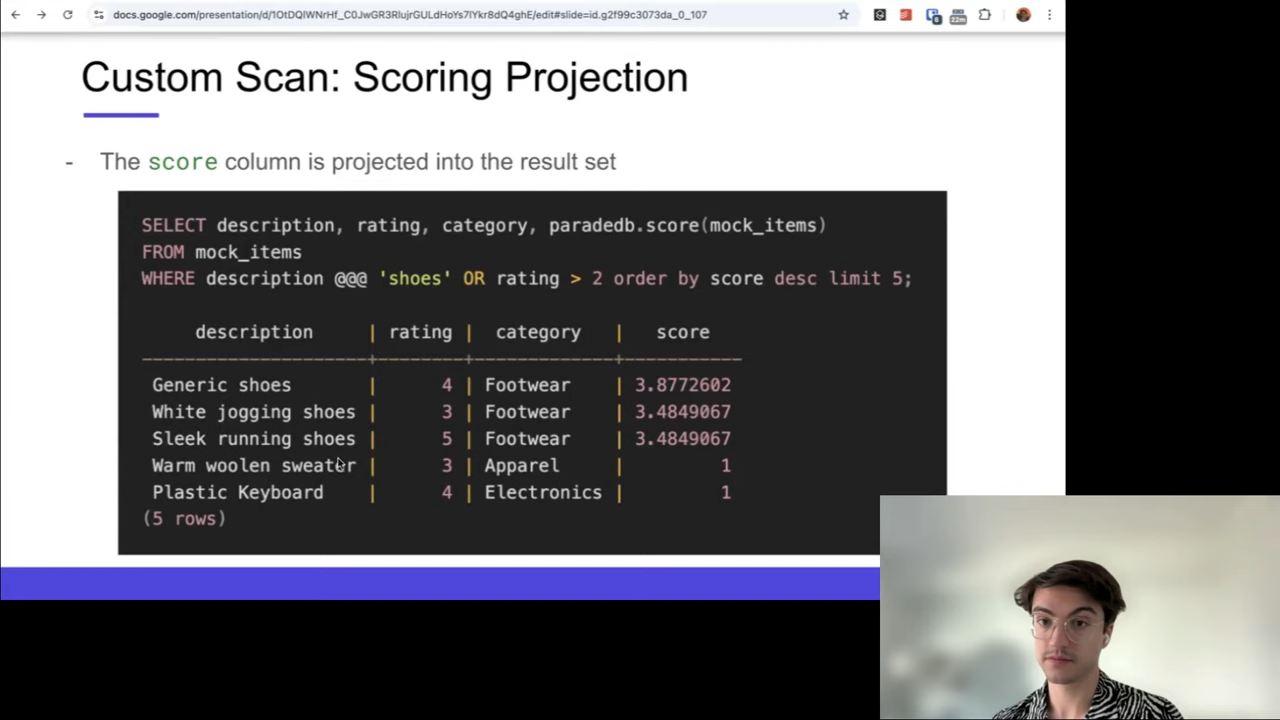 docs.google.com/presentation/d/1OtDQlWNrHf_C0JwGR3RlujrGULdHoYs7lYkr8dQ4ghE/edit#slide=id.g2f99c3073da_0_107
6
22m
Custom Scan: Scoring Projection
- The score column is projected into the result set
SELECT description, rating, category, paradedb.score(mock_items)
FROM mock_items
WHERE description @@@ 'shoes' OR rating > 2 order by score desc limit 5;
description | rating | category | score
Generic shoes | 4 | Footwear | 3.8772602
White jogging shoes | 3 | Footwear | 3.4849067
Sleek running shoes | 5 | Footwear | 3.4849067
Warm woolen sweater | 3 | Apparel | 1
Plastic Keyboard | 4 | Electronics | 1
(5 rows)